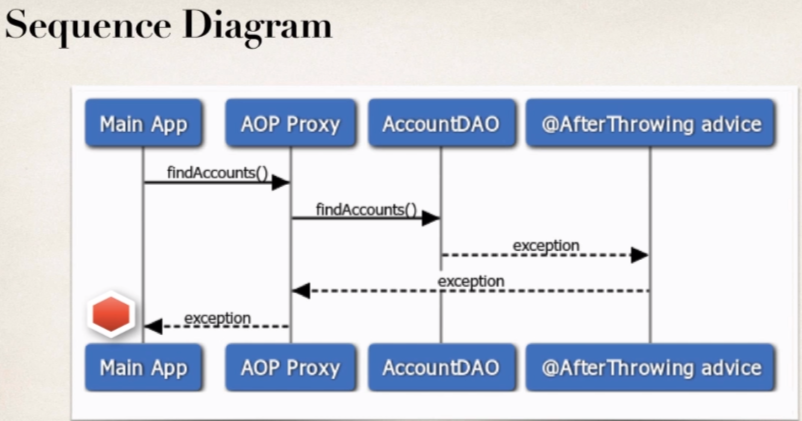 Sequence Diagram
Main App AOP Proxy AccountDAO @AfterThrowing advice
findAccounts()
findAccounts()
exception
exception
exception
Main App AOP Proxy AccountDAO @AfterThrowing advice